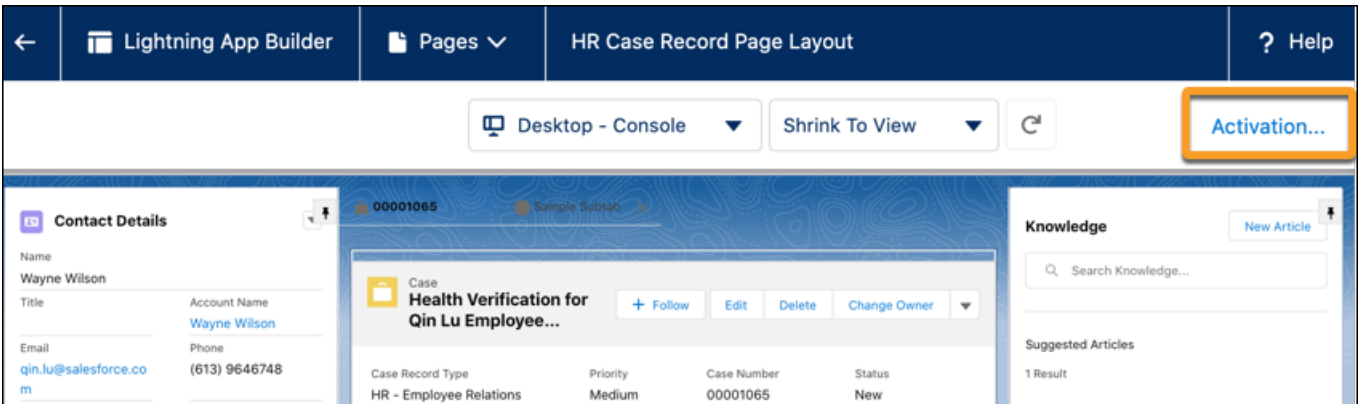 Lightning App Builder
Pages
HR Case Record Page Layout
? Help
Desktop - Console
Shrink To View
Activation...
Contact Details
Name
Wayne Wilson
Title
Account Name
Wayne Wilson
Email
Phone
qin.lu@salesforce.co
m
(613) 9646748
00001065
Sample Subtab
Case
Health Verification for
Qin Lu Employee...
+ Follow
Edit
Delete
Change Owner
Case Record Type
Priority
Case Number
Status
HR - Employee Relations
Medium
00001065
New
Knowledge
New Article
Search Knowledge...
Suggested Articles
1 Result